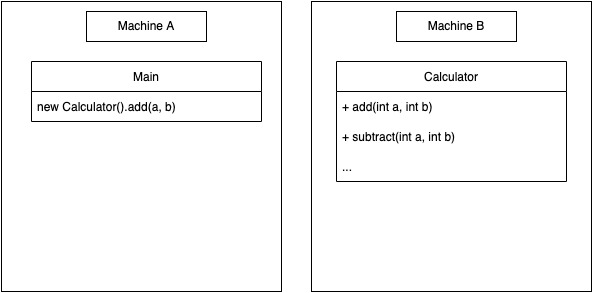 Machine A
Main
new Calculator().add(a, b)
Machine B
Calculator
+ add(int a, int b)
+ subtract(int a, int b)
...